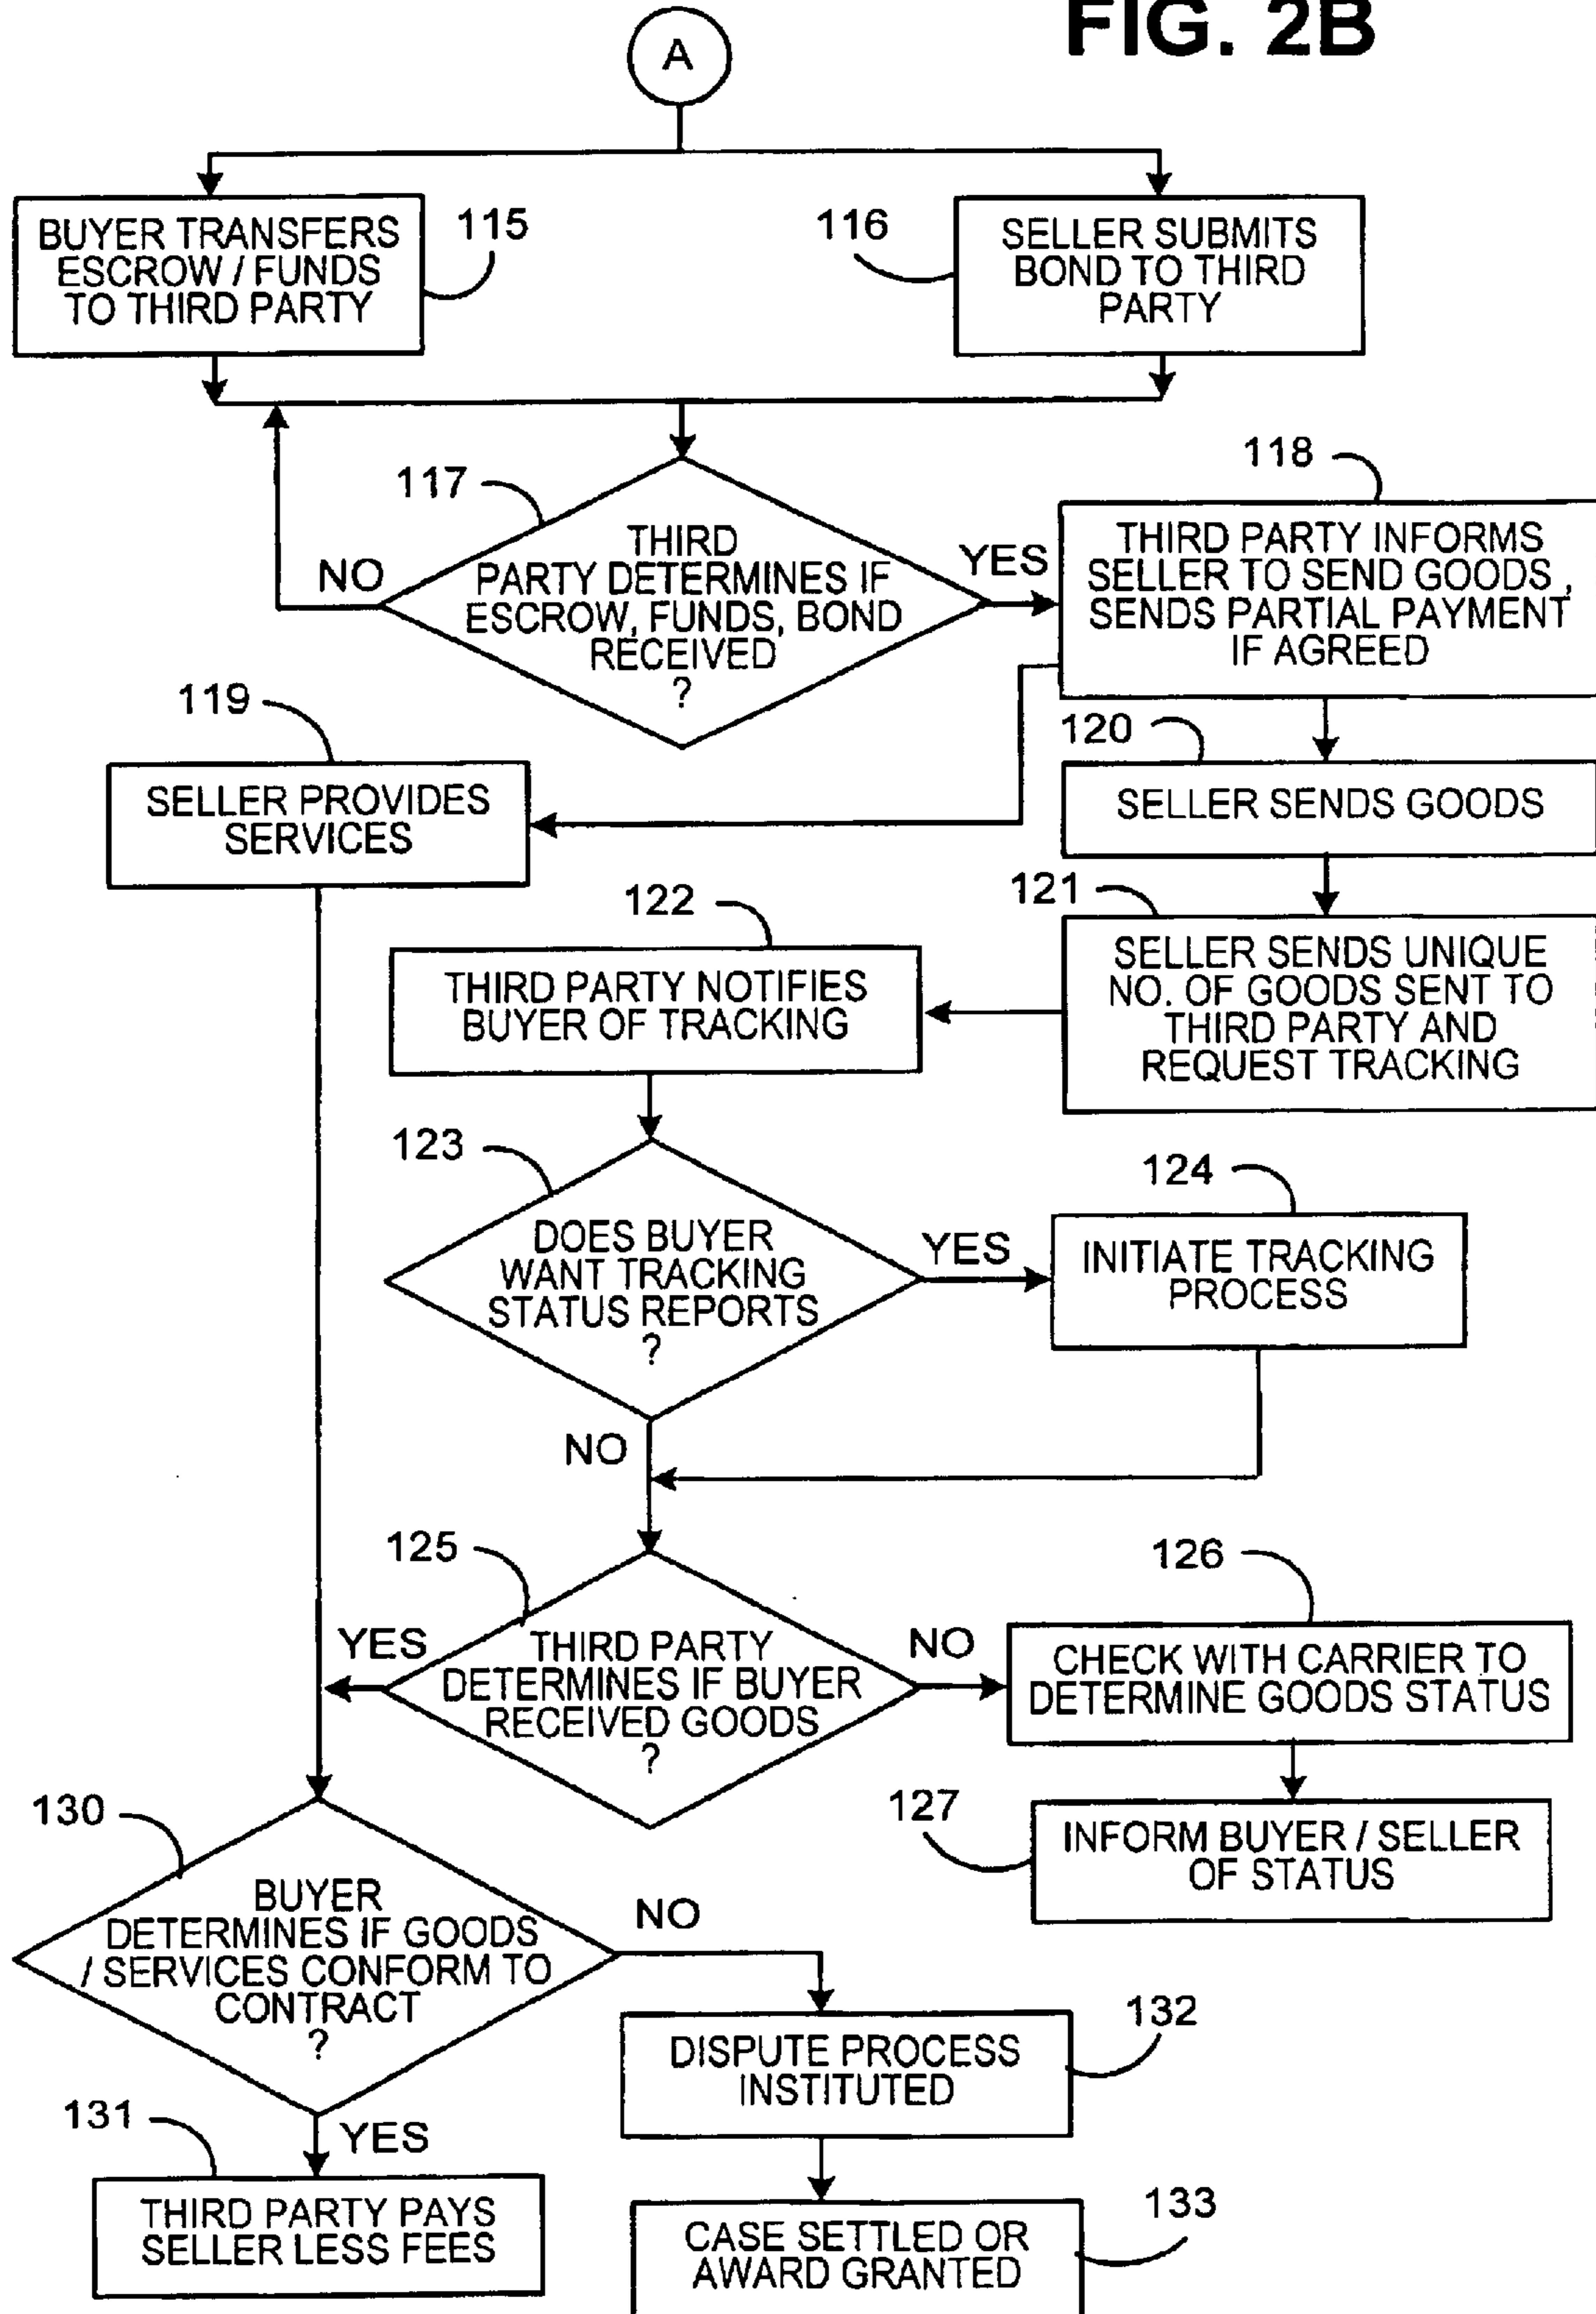 FIG. 2B
A
BUYER TRANSFERS
ESCROW / FUNDS
TO THIRD PARTY
115
116
SELLER SUBMITS
BOND TO THIRD
PARTY
117
THIRD
PARTY DETERMINES IF
ESCROW, FUNDS, BOND
RECEIVED
?
NO
YES
118
THIRD PARTY INFORMS
SELLER TO SEND GOODS ,
SENDS PARTIAL PAYMENT
IF AGREED
119
SELLER PROVIDES
SERVICES
120
SELLER SENDS GOODS
121
SELLER SENDS UNIQUE
NO. OF GOODS SENT TO
THIRD PARTY AND
REQUEST TRACKING
122
THIRD PARTY NOTIFIES
BUYER OF TRACKING
123
DOES BUYER
WANT TRACKING
STATUS REPORTS
?
YES
NO
124
INITIATE TRACKING
PROCESS
125
THIRD PARTY
DETERMINES IF BUYER
RECEIVED GOODS
?
YES
NO
126
CHECK WITH CARRIER TO
DETERMINE GOODS STATUS
127
INFORM BUYER / SELLER
OF STATUS
130
BUYER
DETERMINES IF GOODS
/ SERVICES CONFORM TO
CONTRACT
?
NO
YES
132
DISPUTE PROCESS
INSTITUTED
131
THIRD PARTY PAYS
SELLER LESS FEES
133
CASE SETTLED OR
AWARD GRANTED